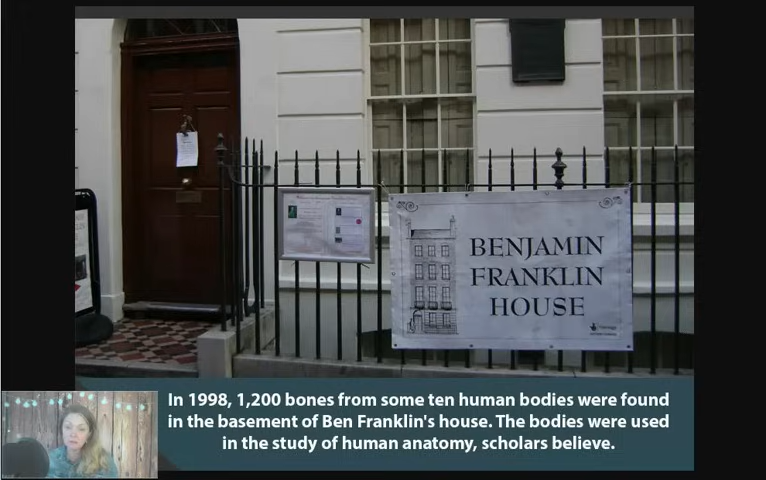 BENJAMIN
FRANKLIN
HOUSE
In 1998, 1,200 bones from some ten human bodies were found
in the basement of Ben Franklin's house. The bodies were used
in the study of human anatomy, scholars believe.